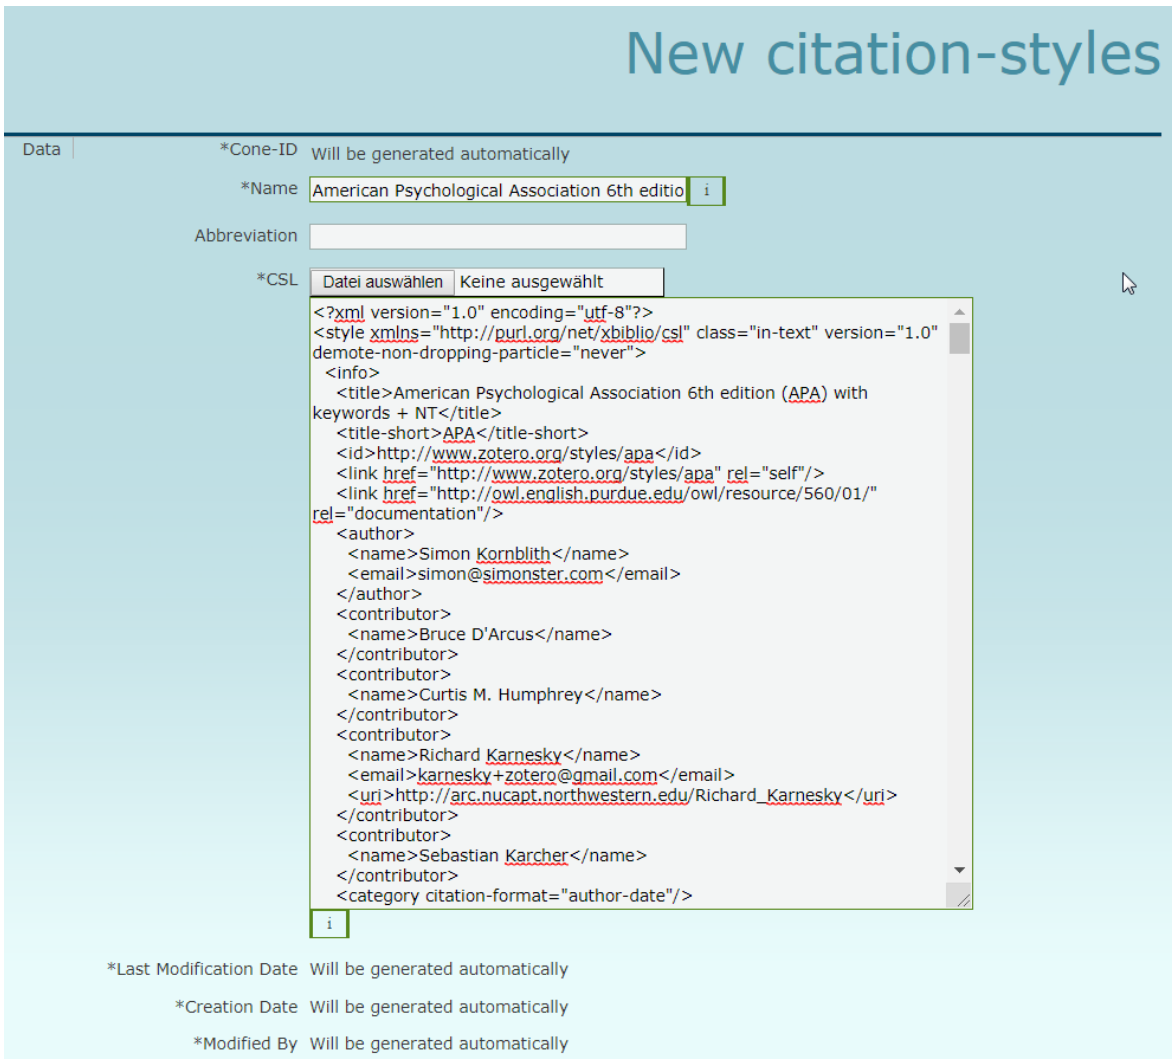 New citation-styles
Data
*Cone-ID Will be generated automatically
*Name American Psychological Association 6th editio i
Abbreviation
*CSL Datei auswählen Keine ausgewählt
<?xml version="1.0" encoding="utf-8"?>
<style xmlns="http://purl.org/net/xbiblio/csl" class="in-text" version="1.0"
demote-non-dropping-particle="never">
<info>
<title>American Psychological Association 6th edition (APA) with
keywords + NT</title>
<title-short>APA</title-short>
<id>http://www.zotero.org/styles/apa</id>
<link href="http://www.zotero.org/styles/apa" rel="self"/>
<link href="http://owl.english.purdue.edu/owl/resource/560/01/"
rel="documentation"/>
<author>
<name>Simon Kornblith</name>
<email>simon@simonster.com</email>
</author>
<contributor>
<name>Bruce D'Arcus</name>
</contributor>
<contributor>
<name>Curtis M. Humphrey</name>
</contributor>
<contributor>
<name>Richard Karnesky</name>
<email>karnesky+zotero@gmail.com</email>
<uri>http://arc.nucapt.northwestern.edu/Richard_Karnesky</uri>
</contributor>
<contributor>
<name>Sebastian Karcher</name>
</contributor>
<category citation-format="author-date"/>
i
*Last Modification Date Will be generated automatically
*Creation Date Will be generated automatically
*Modified By Will be generated automatically